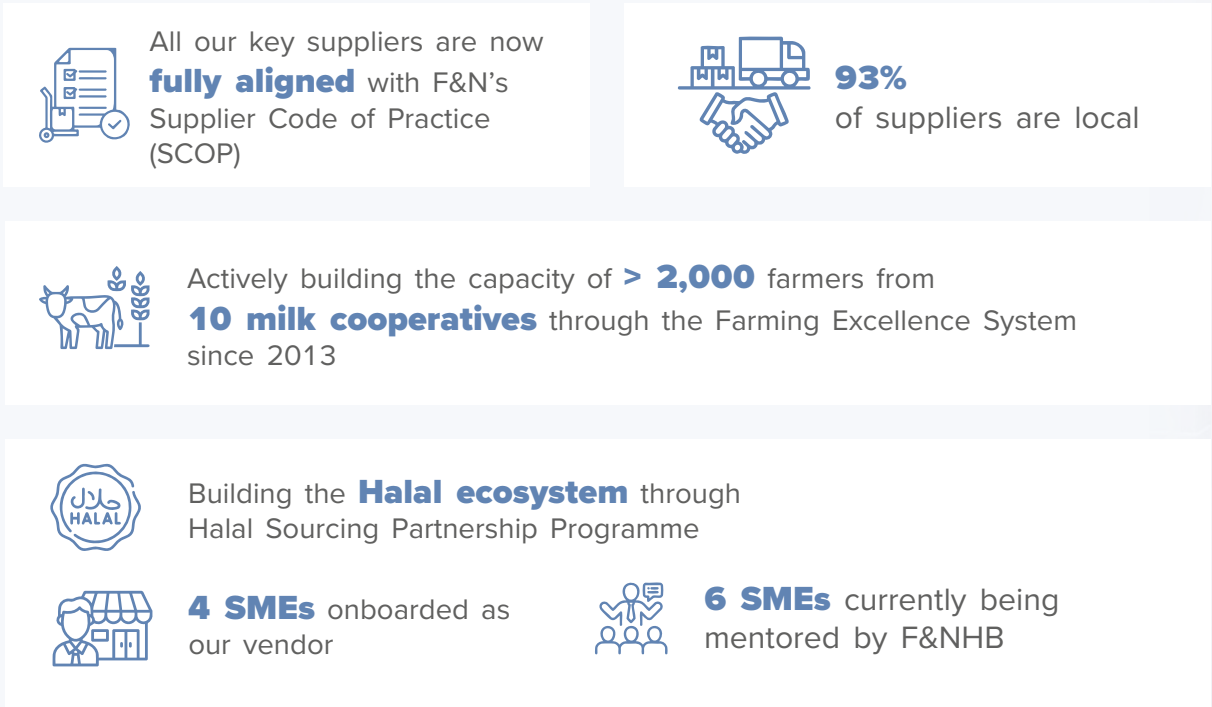 All our key suppliers are now
fully aligned with F&N’s
Supplier Code of Practice
(SCOP)
93%
of suppliers are local
Actively building the capacity of > 2,000 farmers from
10 milk cooperatives through the Farming Excellence System
since 2013
حلال
HALAL
Building the Halal ecosystem through
Halal Sourcing Partnership Programme
4 SMEs onboarded as
our vendor
6 SMEs currently being
mentored by F&NHB